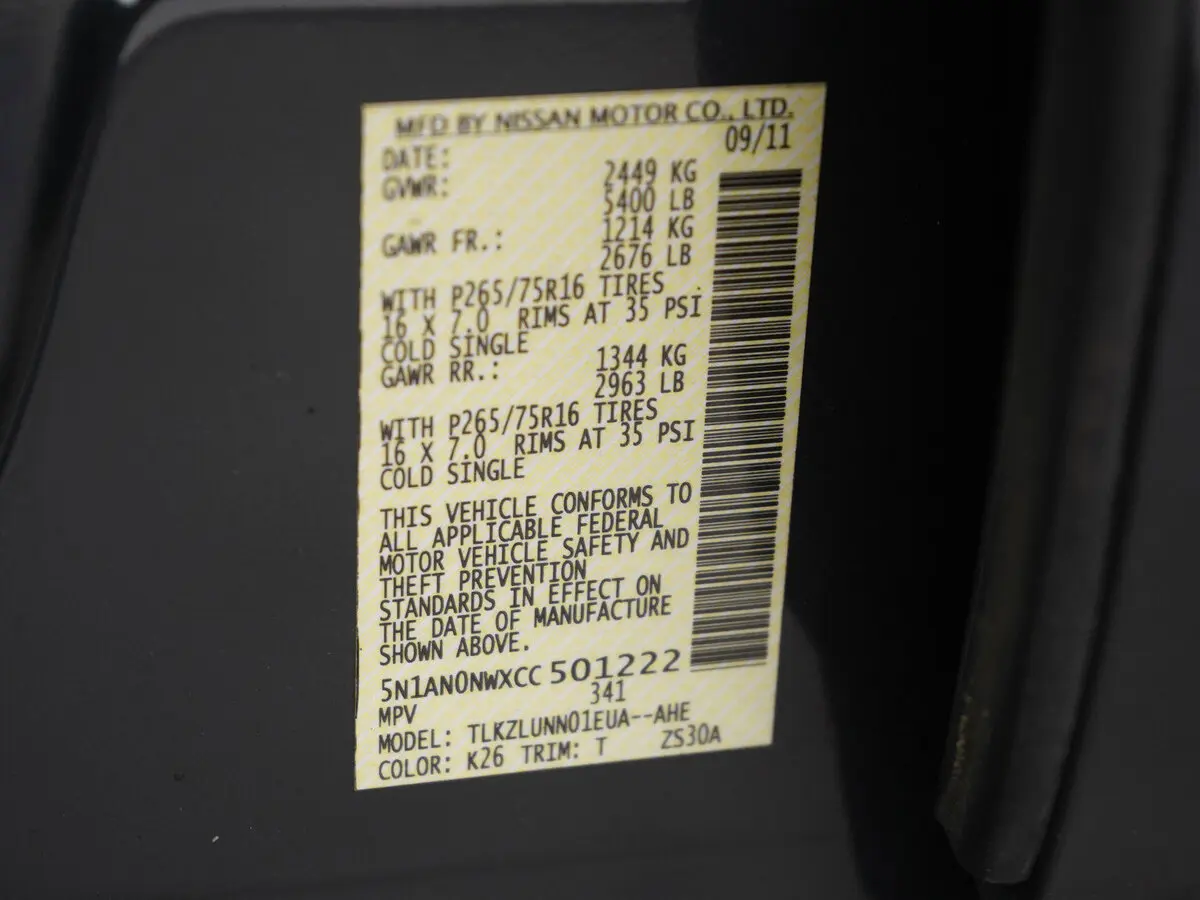 MFD BY NISSAN MOTOR CO., LTD.
DATE: 09/11
GVWR: 2449 KG
5400 LB
GAWR FR.: 1214 KG
2676 LB
WITH P265/75R16 TIRES
16 X 7.0 RIMS AT 35 PSI
COLD SINGLE
GAWR RR.: 1344 KG
2963 LB
WITH P265/75R16 TIRES
16 X 7.0 RIMS AT 35 PSI
COLD SINGLE
THIS VEHICLE CONFORMS TO
ALL APPLICABLE FEDERAL
MOTOR VEHICLE SAFETY AND
THEFT PREVENTION
STANDARDS IN EFFECT ON
THE DATE OF MANUFACTURE
SHOWN ABOVE.
5N1AN0NWXCC 501222
MPV 341
MODEL: TLKZLUNN01EUA--AHE
COLOR: K26 TRIM: T ZS30A